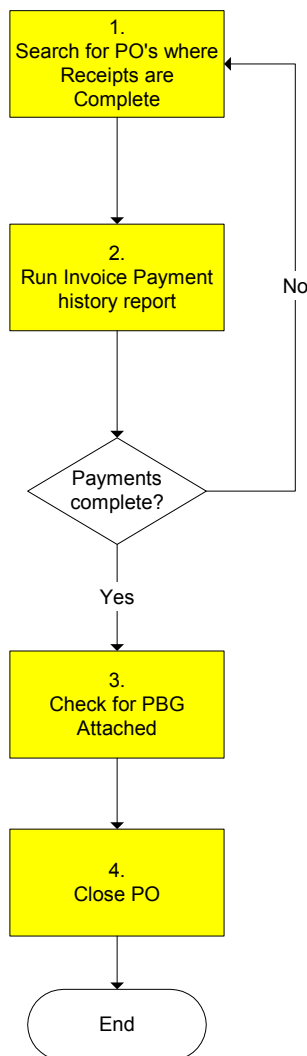 1.
Search for PO's where
Receipts are
Complete
2.
Run Invoice Payment
history report
No
Payments
complete?
Yes
3.
Check for PBG
Attached
4.
Close PO
End